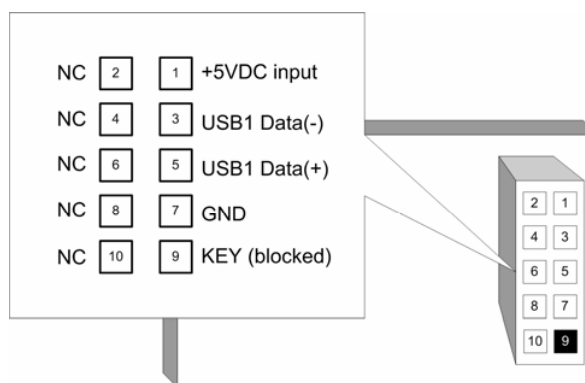 NC 2 1 +5VDC input
NC 4 3 USB1 Data(-)
NC 6 5 USB1 Data(+)
NC 8 7 GND
NC 10 9 KEY (blocked)
2 1
4 3
6 5
8 7
10 9